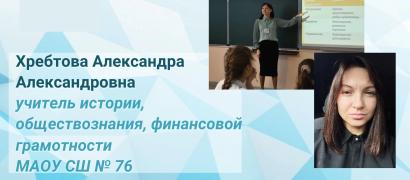 Хребтова Александра
Александровна
учитель истории,
обществознания, финансовой
грамотности
МАОУ СШ № 76